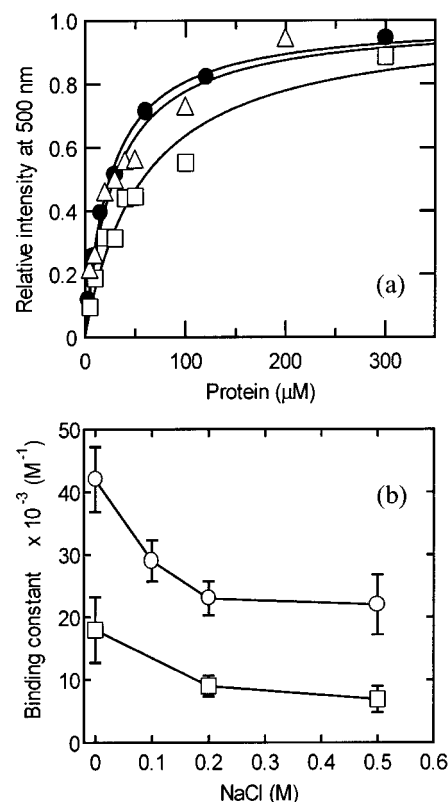 1.0
0.8
0.6
0.4
0.2
0
Relative intensity at 500 nm
(a)
0 100 200 300
Protein (μM)
50
40
30
20
10
0
Binding constant x 10⁻³ (M⁻¹)
(b)
0 0.1 0.2 0.3 0.4 0.5 0.6
NaCl (M)